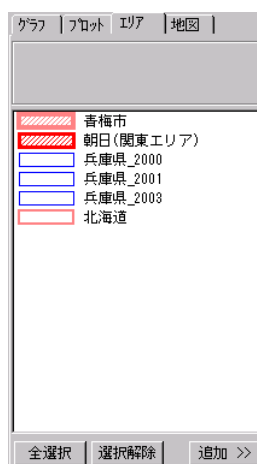 グラフ プロット エリア 地図
青梅市
朝日(関東エリア)
兵庫県_2000
兵庫県_2001
兵庫県_2003
北海道
全選択 選択解除 追加 >>